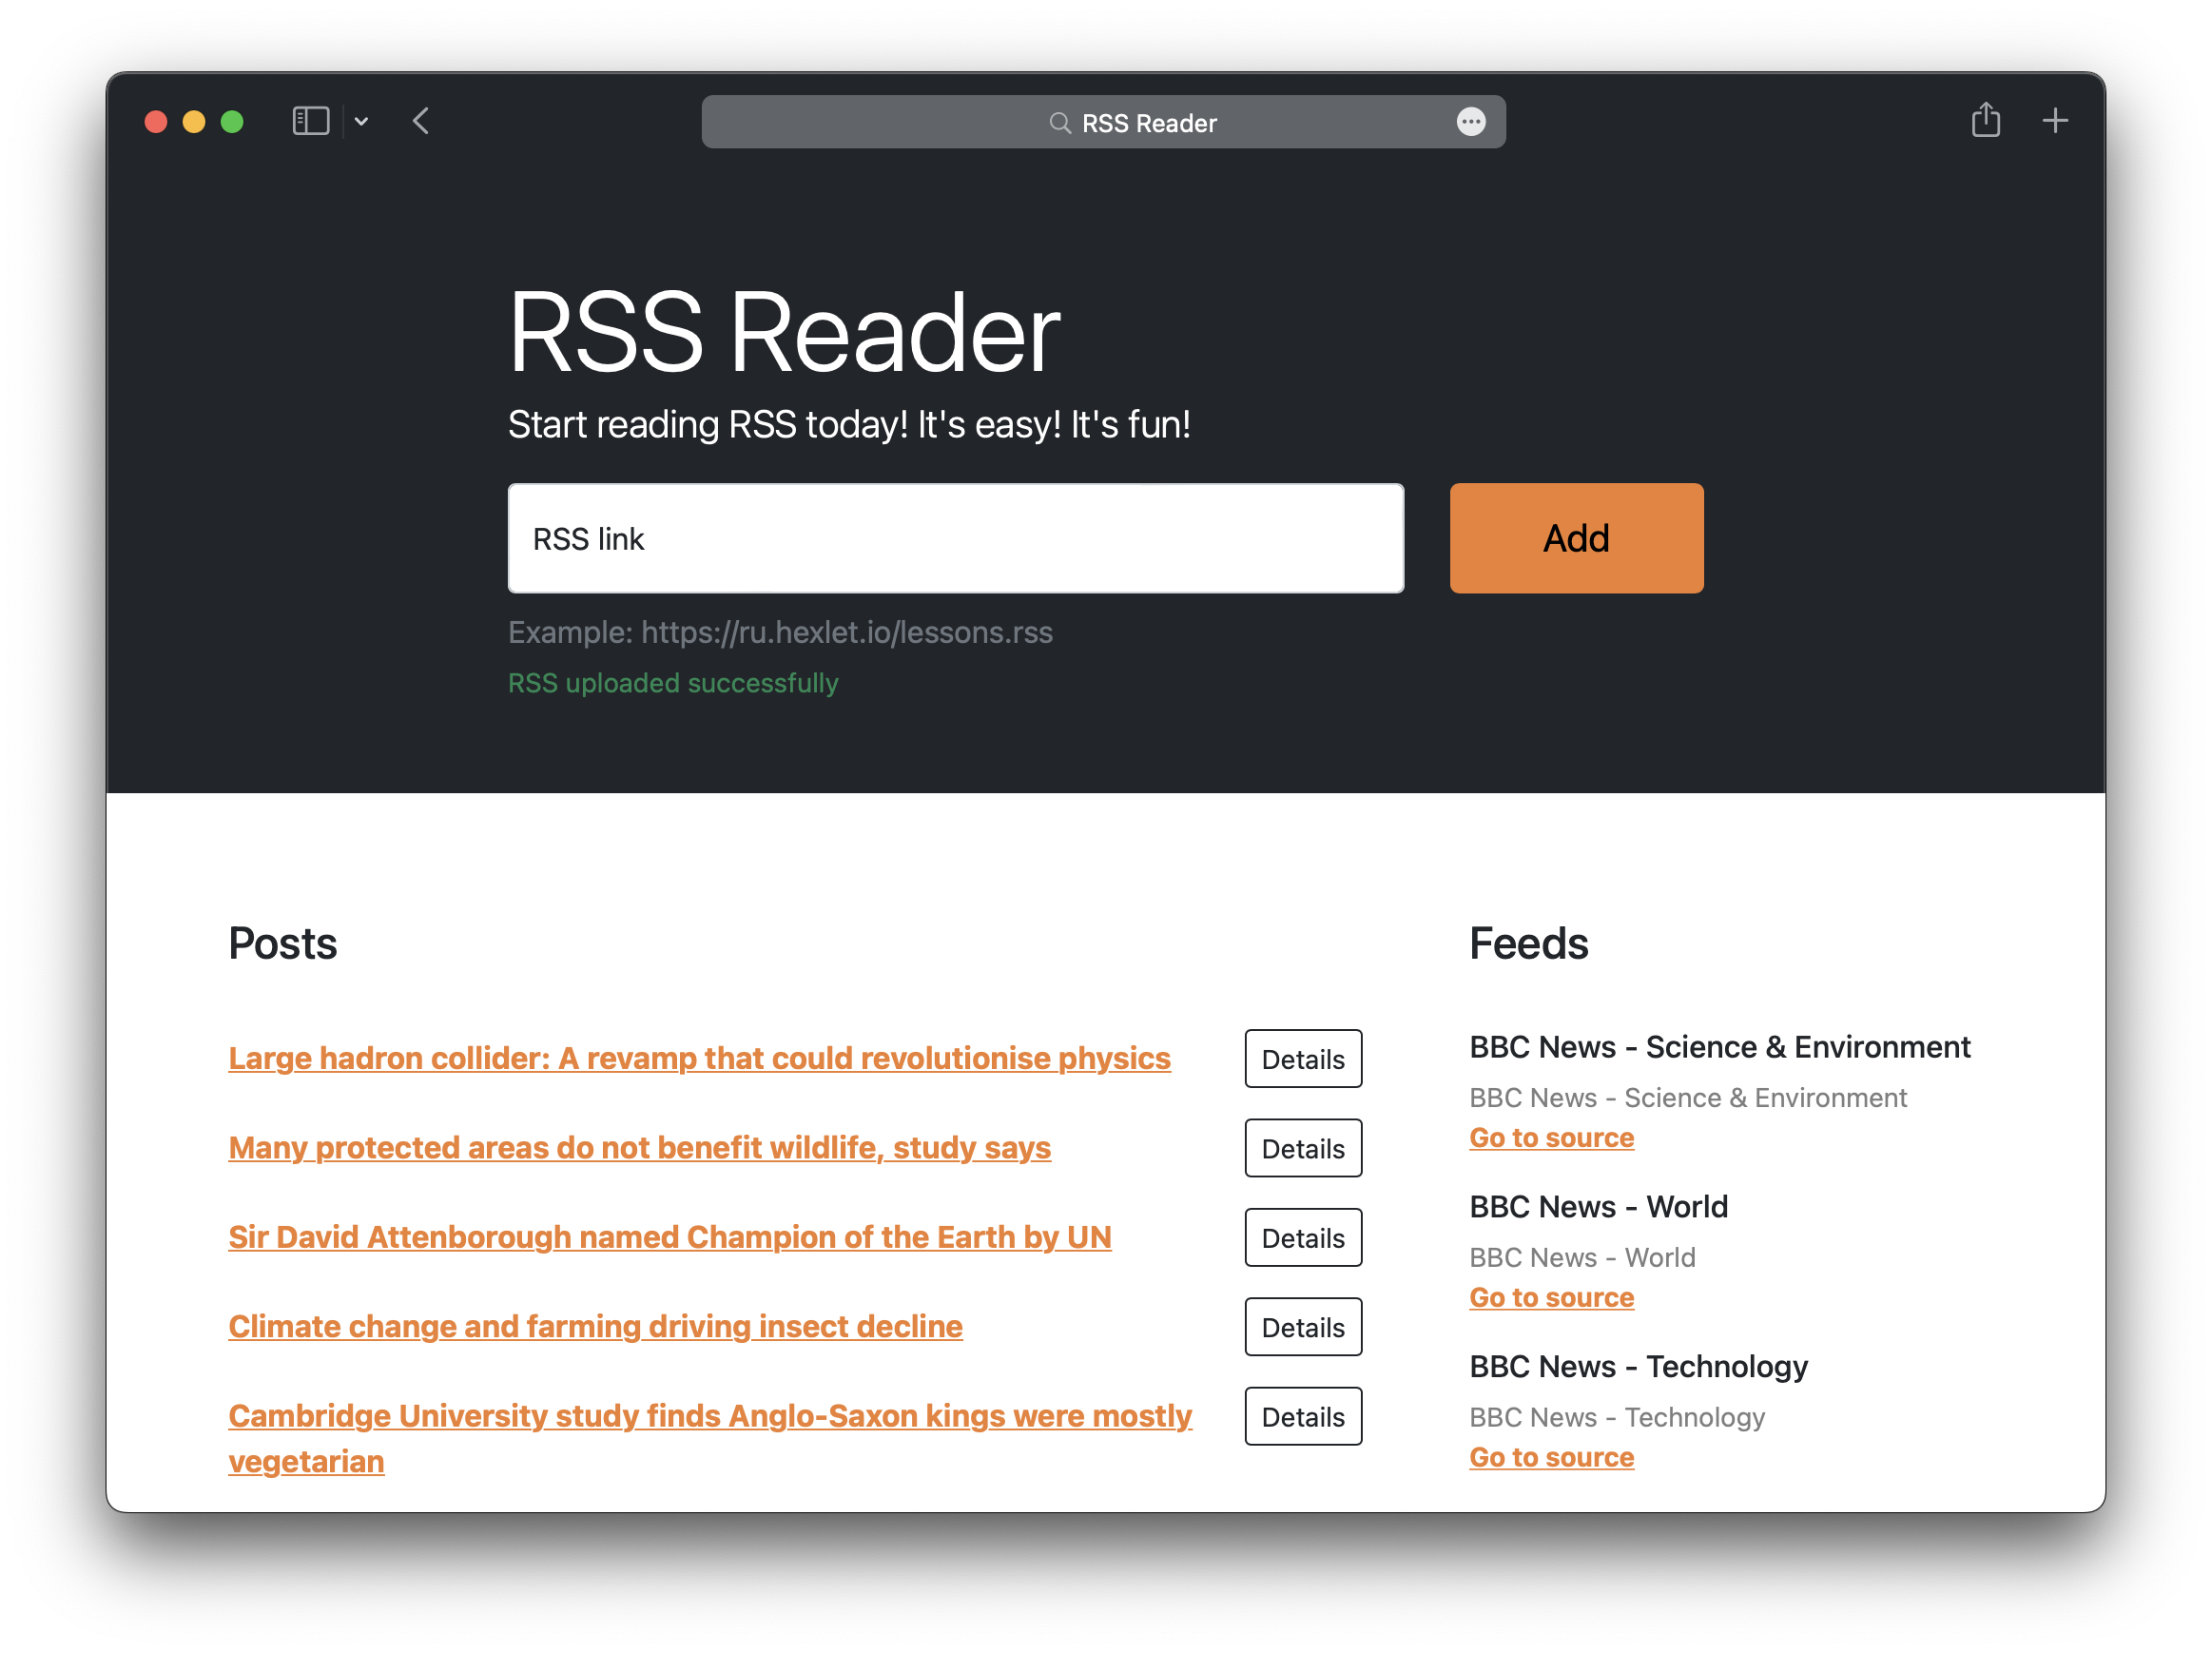 RSS Reader
RSS Reader
Start reading RSS today! It's easy! It's fun!
RSS link
Add
Example: https://ru.hexlet.io/lessons.rss
RSS uploaded successfully
Posts
Large hadron collider: A revamp that could revolutionise physics
Details
Many protected areas do not benefit wildlife, study says
Details
Sir David Attenborough named Champion of the Earth by UN
Details
Climate change and farming driving insect decline
Details
Cambridge University study finds Anglo-Saxon kings were mostly
vegetarian
Details
Feeds
BBC News - Science & Environment
BBC News - Science & Environment
Go to source
BBC News - World
BBC News - World
Go to source
BBC News - Technology
BBC News - Technology
Go to source